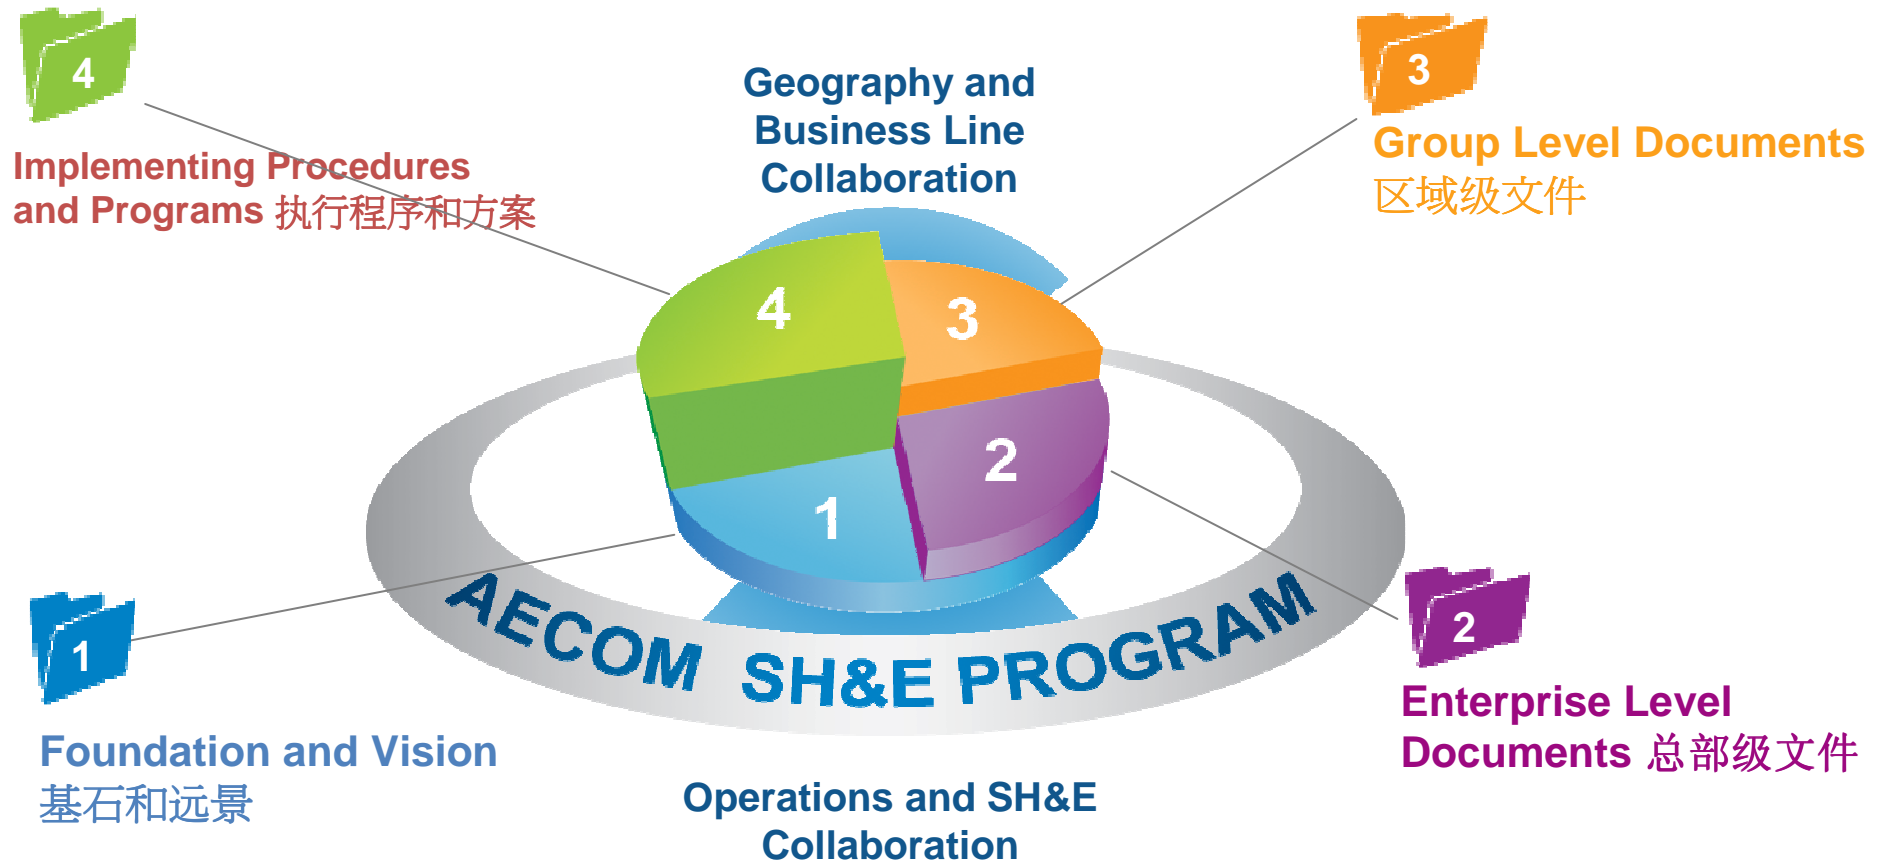 4
3
Geography and
Business Line
Collaboration
Group Level Documents
区域级文件
Implementing Procedures
and Programs 执行程序和方案
4
3
2
1
AECOM SH&E PROGRAM
1
Foundation and Vision
基石和远景
2
Enterprise Level
Documents 总部级文件
Operations and SH&E
Collaboration